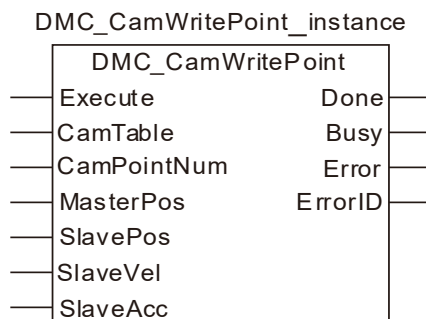 DMC_CamWritePoint_instance
DMC_CamWritePoint
Execute Done
CamTable Busy
CamPointNum Error
MasterPos ErrorID
SlavePos
SlaveVel
SlaveAcc